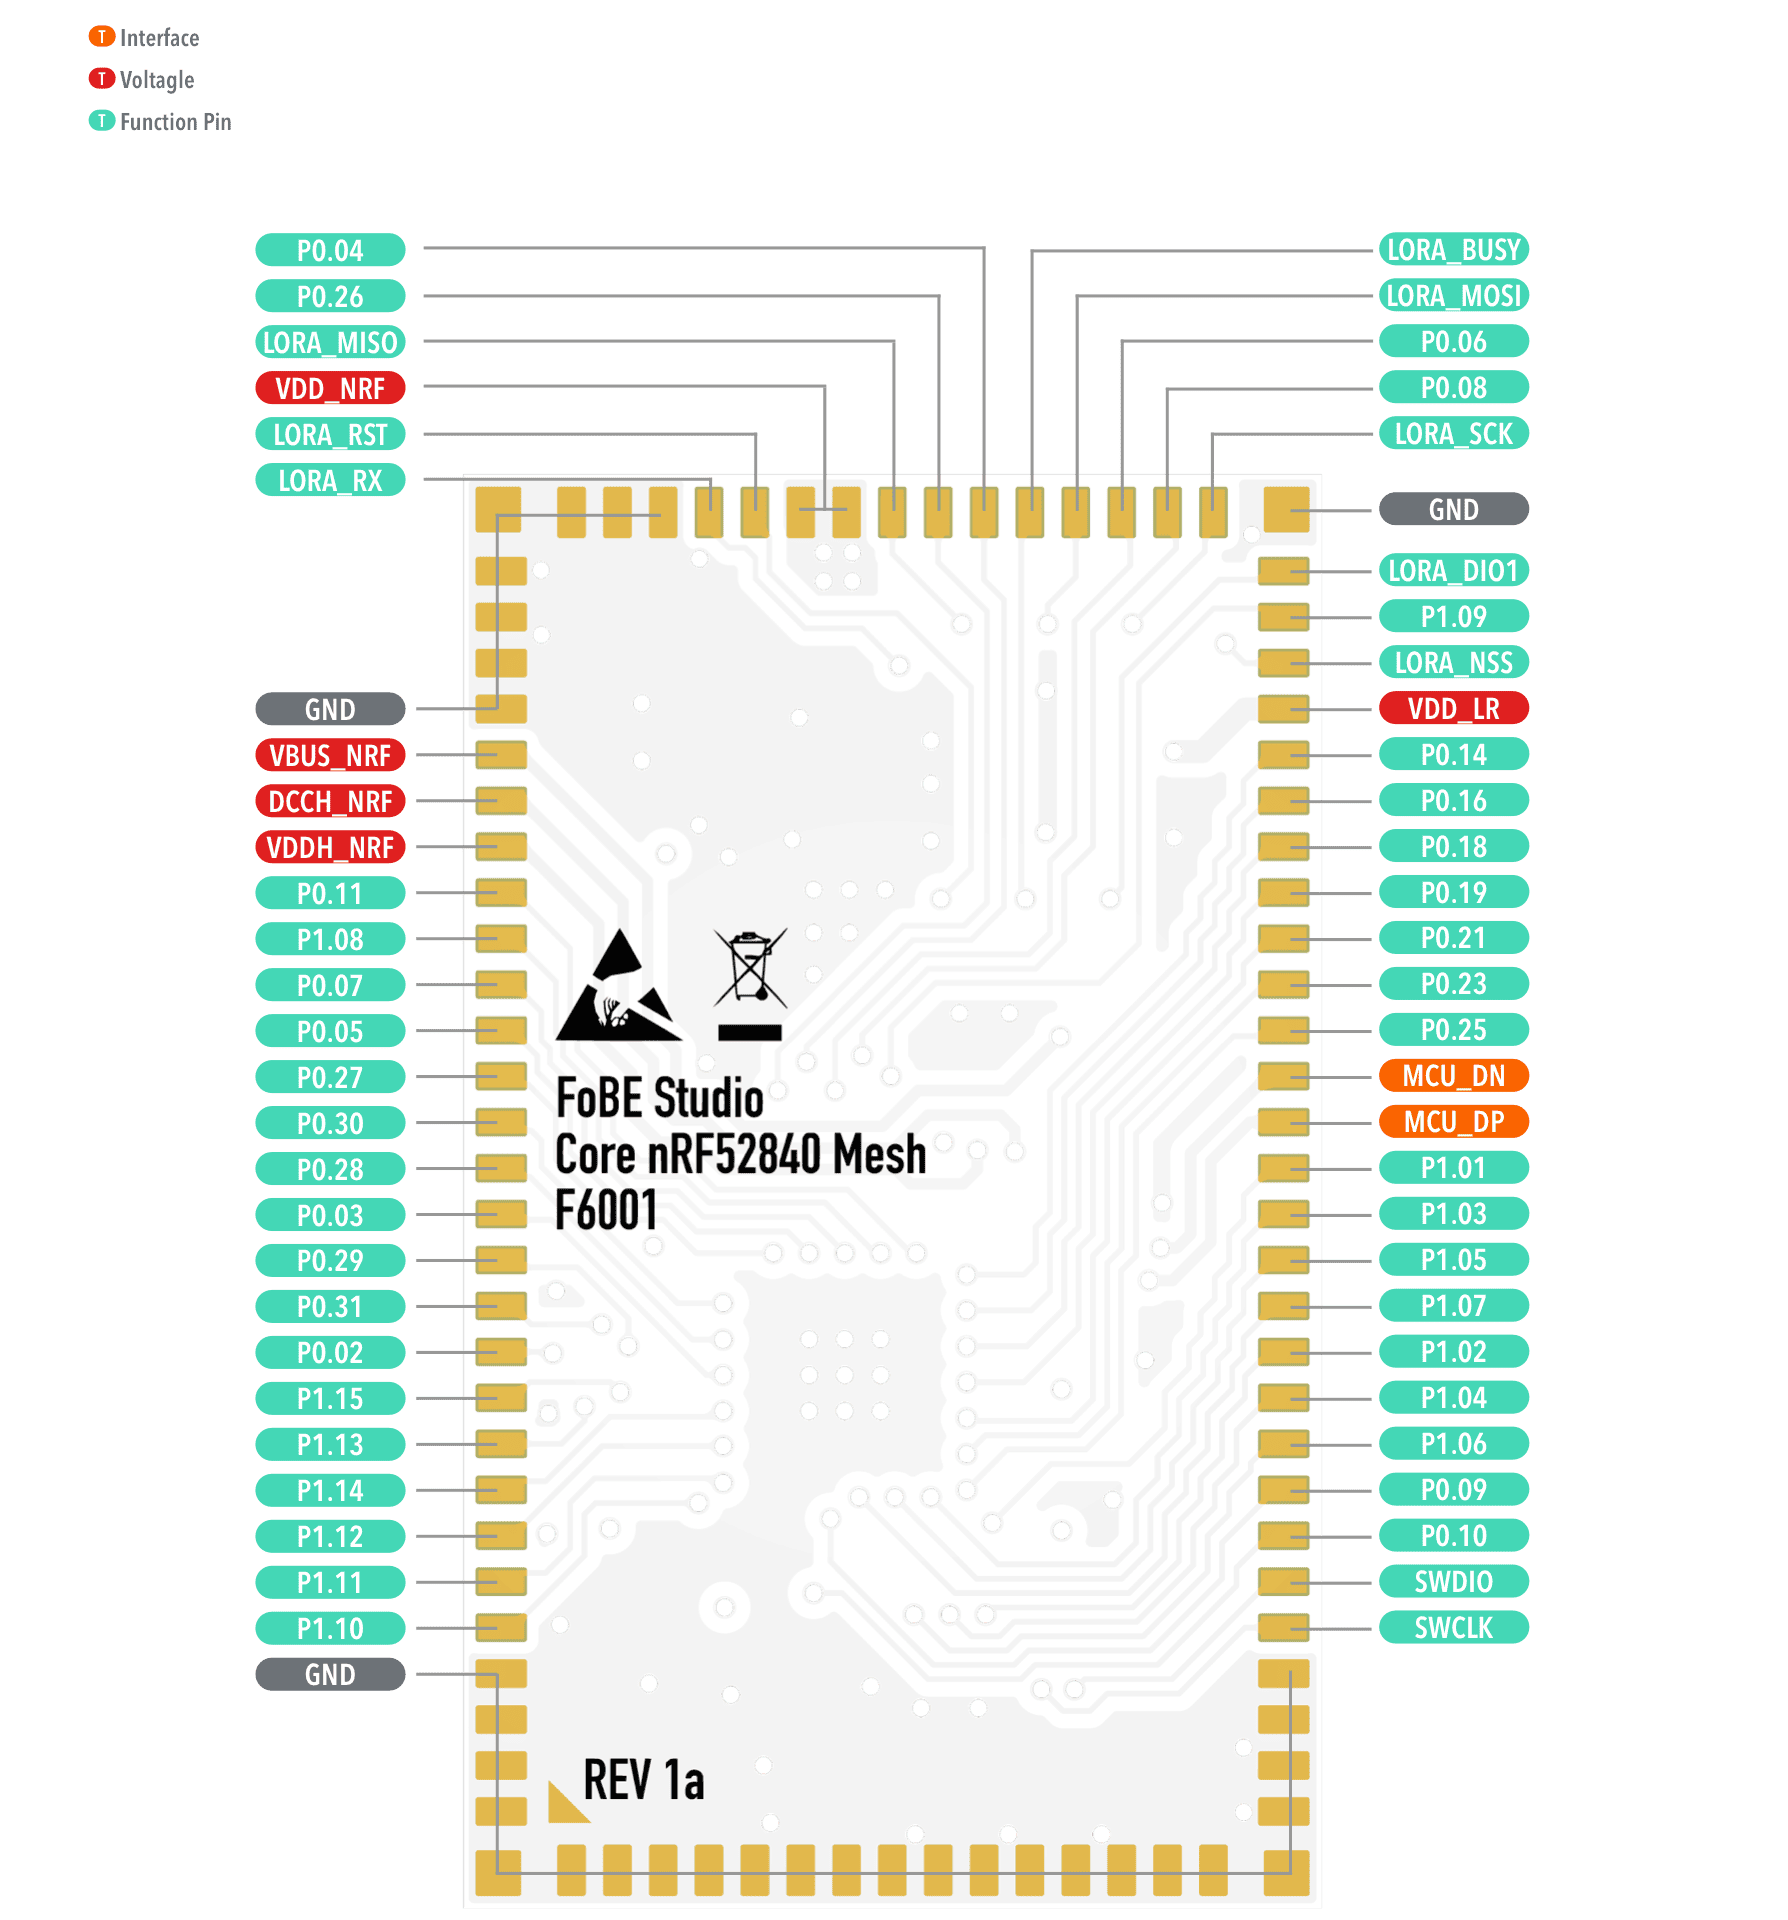 T Interface
T Voltagle
T Function Pin
P0.04
P0.26
LORA_MISO
VDD_NRF
LORA_RST
LORA_RX
GND
VBUS_NRF
DCCH_NRF
VDDH_NRF
P0.11
P1.08
P0.07
P0.05
P0.27
P0.30
P0.28
P0.03
P0.29
P0.31
P0.02
P1.15
P1.13
P1.14
P1.12
P1.11
P1.10
GND
FoBE Studio
Core nRF52840 Mesh
F6001
REV 1a
LORA_BUSY
LORA_MOSI
P0.06
P0.08
LORA_SCK
GND
LORA_DIO1
P1.09
LORA_NSS
VDD_LR
P0.14
P0.16
P0.18
P0.19
P0.21
P0.23
P0.25
MCU_DN
MCU_DP
P1.01
P1.03
P1.05
P1.07
P1.02
P1.04
P1.06
P0.09
P0.10
SWDIO
SWCLK